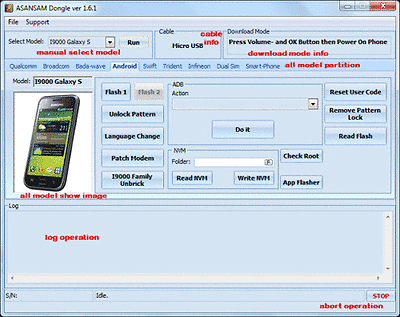 ASANSAM Dongle ver 1.6.1
File Support
Select Model: I9000 Galaxy S Run
manual select model
Cable
Micro USB
cable info
Download Mode
Press Volume- and OK Button then Power On Phone
download mode info
Qualcomm Broadcom Bada-wave Android Swift Trident Infineon Dual Sim Smart-Phone
all model partition
Model: I9000 Galaxy S
all model show image
Flash 1 Flash 2
Unlock Pattern
Language Change
Patch Modem
I9000 Family
Unbrick
ADB
Action
Do it
NVM
Folder:
Read NVM Write NVM
Check Root
App Flasher
Reset User Code
Remove Pattern
Lock
Read Flash
Log
log operation
S/N: Idle. STOP
abort operation